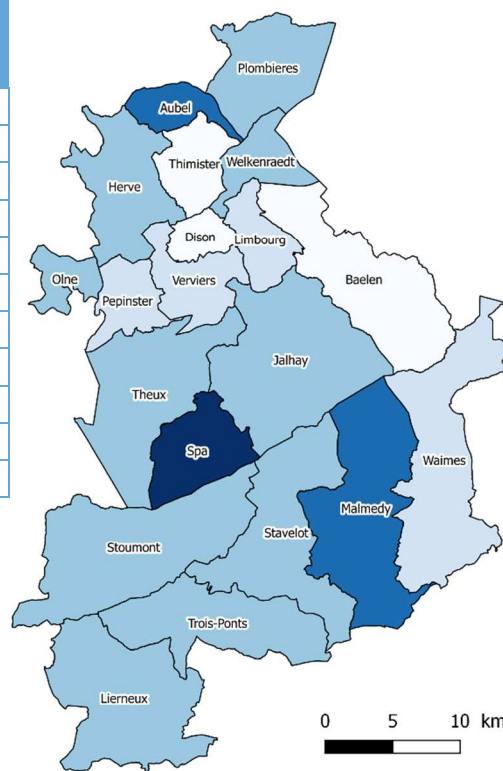 Plombieres
Aubel
Thimister
Welkenraedt
Herve
Dison
Limbourg
Baelen
Olne
Pepinster
Verviers
Jalhay
Theux
Spa
Waimes
Malmedy
Stavelot
Stoumont
Trois-Ponts
Lierneux
0 5 10 km